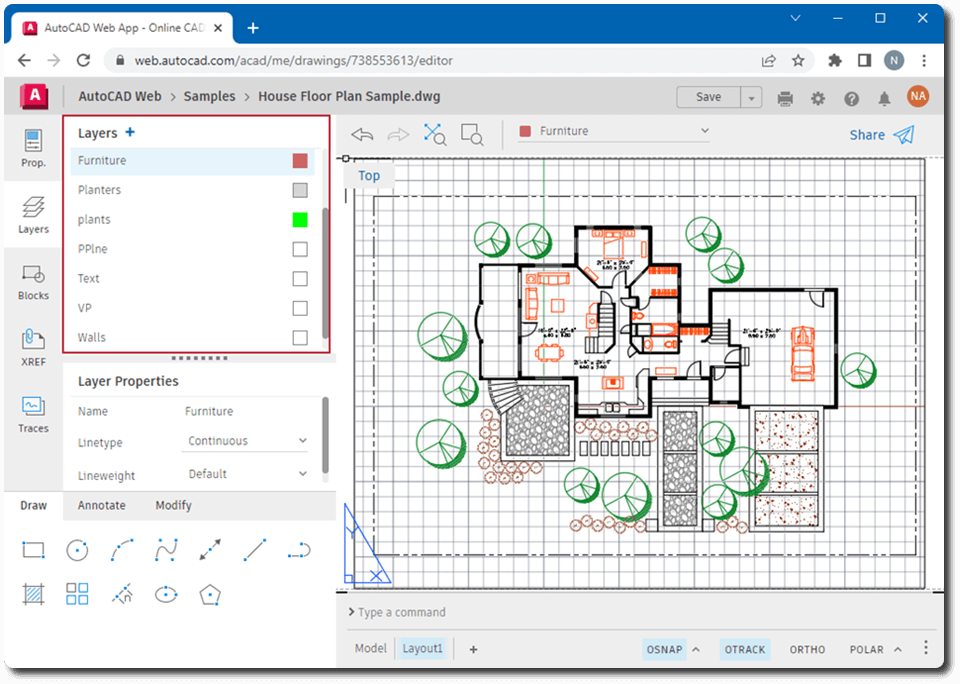 AutoCAD Web App - Online CAD
web.autocad.com/acad/me/drawings/738553613/editor
N
A
AutoCAD Web > Samples > House Floor Plan Sample.dwg
Save
NA
Prop.
Layers
Blocks
XREF
Traces
Layers +
Furniture
Planters
plants
PPlne
Text
VP
Walls
Layer Properties
Name Furniture
Linetype Continuous
Lineweight Default
Draw Annotate Modify
Furniture
Share
Top
Y
X
Type a command
Model Layout1 +
OSNAP OTRACK ORTHO POLAR